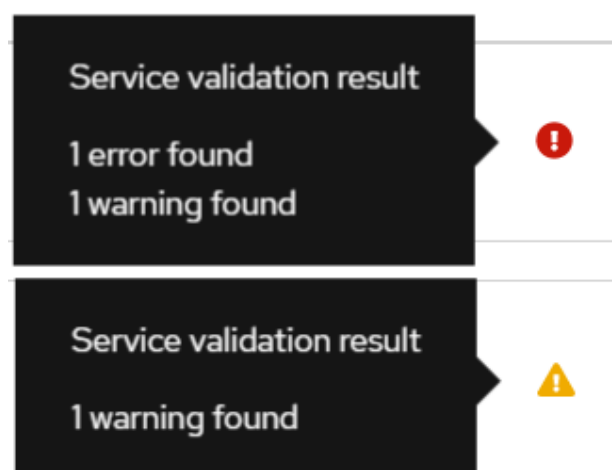 Service validation result
1 error found
1 warning found
Service validation result
1 warning found